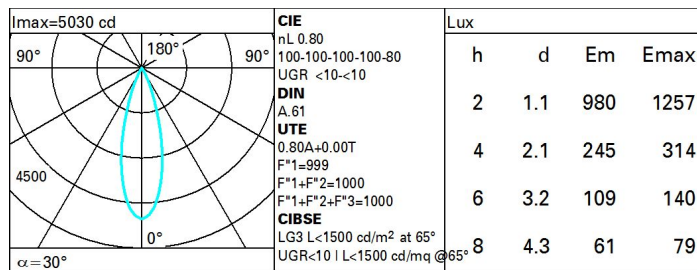 Imax=5030 cd
90°
180°
90°
4500
0°
α=30°
CIE
nL 0.80
100-100-100-100-80
UGR <10-<10
DIN
A.61
UTE
0.80A+0.00T
F"1=999
F"1+F"2=1000
F"1+F"2+F"3=1000
CIBSE
LG3 L<1500 cd/m² at 65°
UGR<10 | L<1500 cd/mq @65°
Lux
h d Em Emax
2 1.1 980 1257
4 2.1 245 314
6 3.2 109 140
8 4.3 61 79